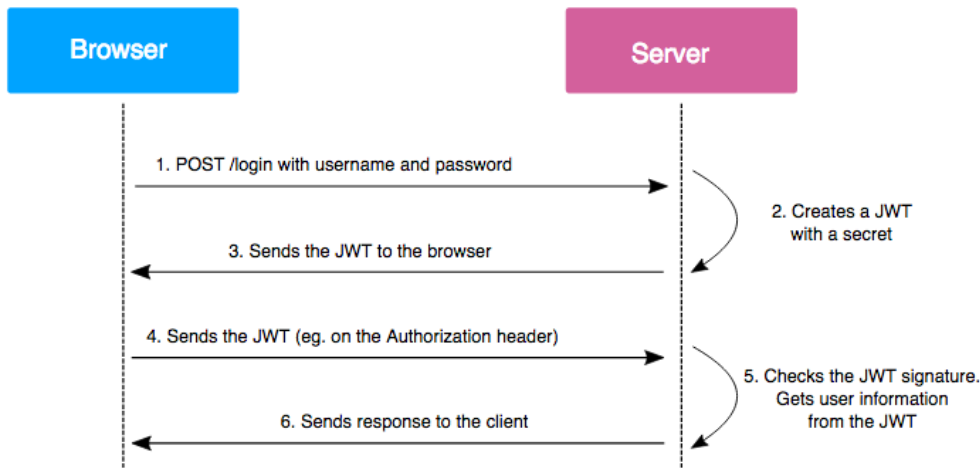 Browser
Server
1. POST /login with username and password
2. Creates a JWT
with a secret
3. Sends the JWT to the browser
4. Sends the JWT (eg. on the Authorization header)
5. Checks the JWT signature.
Gets user information
from the JWT
6. Sends response to the client